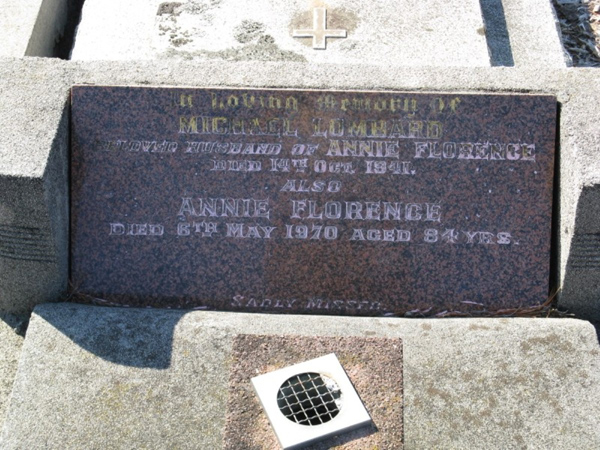 In Loving Memory Of
MICHAEL LOMBARD
BELOVED HUSBAND OF ANNIE FLORENCE
DIED 14TH OCT. 1941.
ALSO
ANNIE FLORENCE
DIED 6TH MAY 1970 AGED 84 YRS.
SADLY MISSED